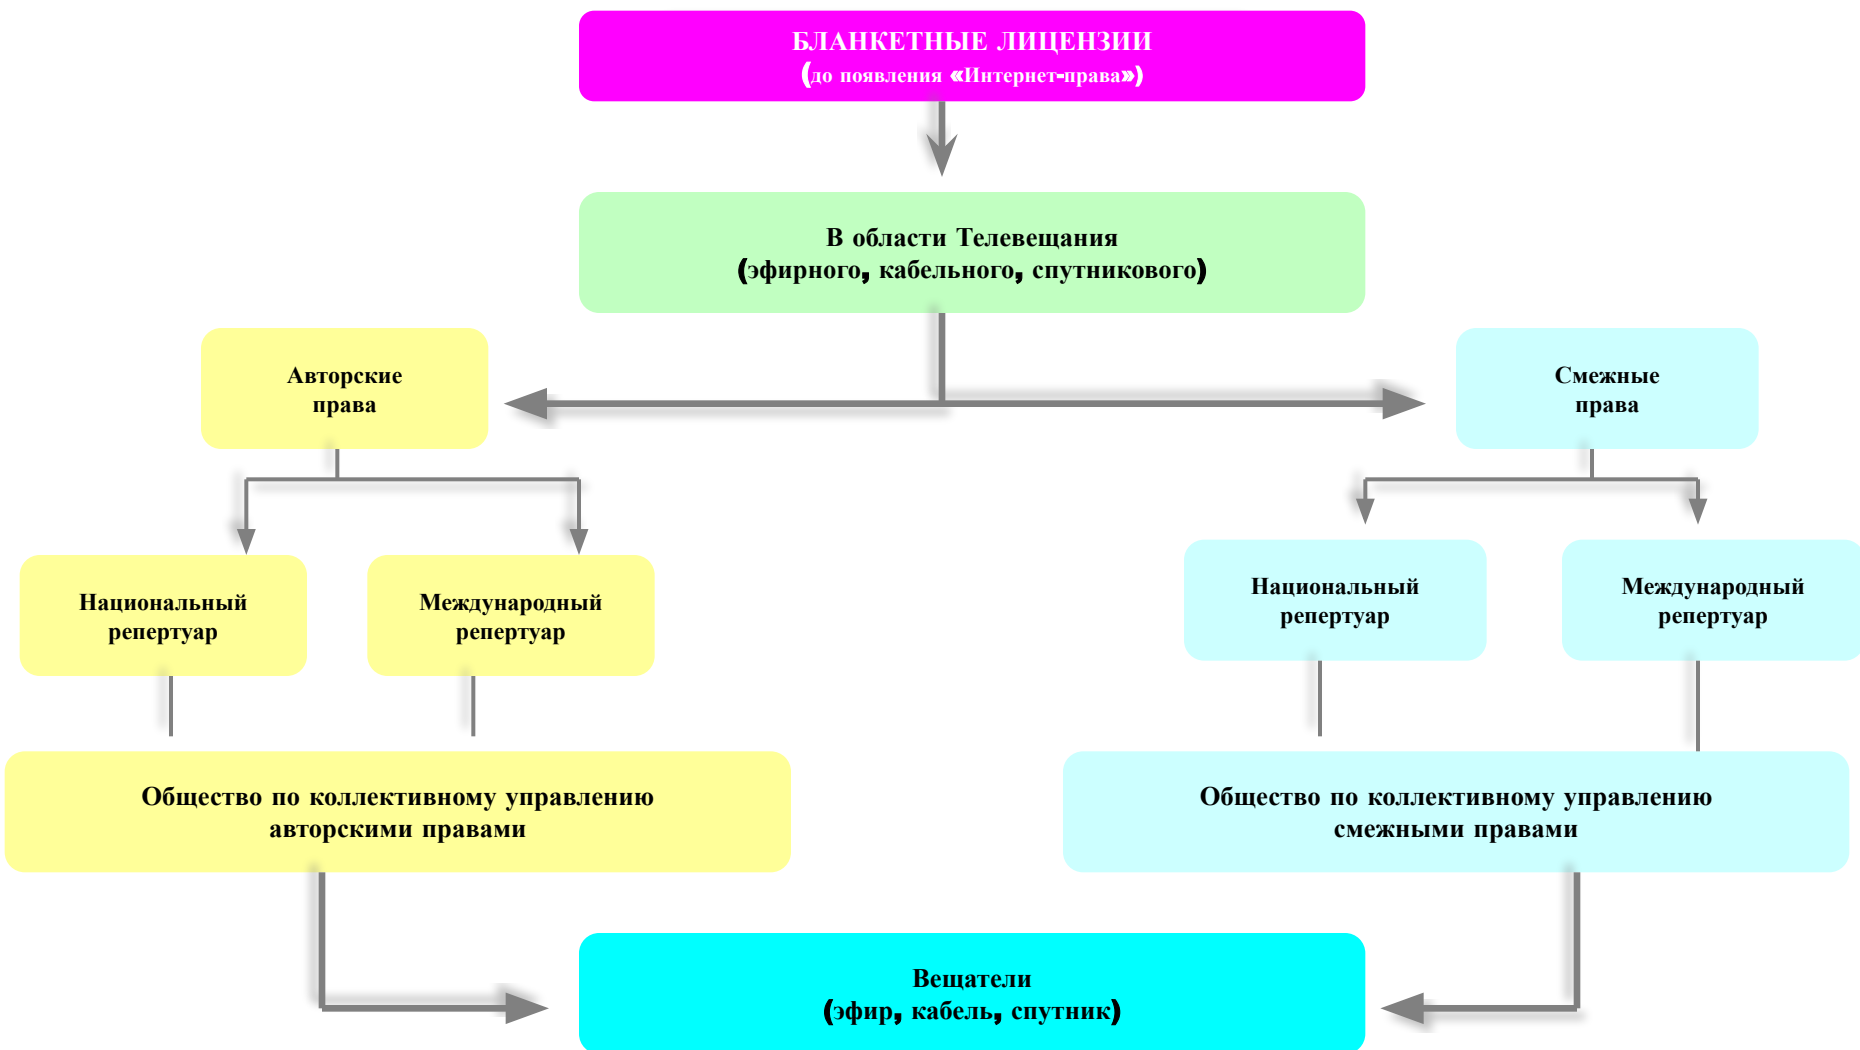 БЛАНКЕТНЫЕ ЛИЦЕНЗИИ
(до появления «Интернет-права»)
В области Телевещания
(эфирного, кабельного, спутникового)
Авторские
права
Смежные
права
Национальный
репертуар
Международный
репертуар
Национальный
репертуар
Международный
репертуар
Общество по коллективному управлению
авторскими правами
Общество по коллективному управлению
смежными правами
Вещатели
(эфир, кабель, спутник)